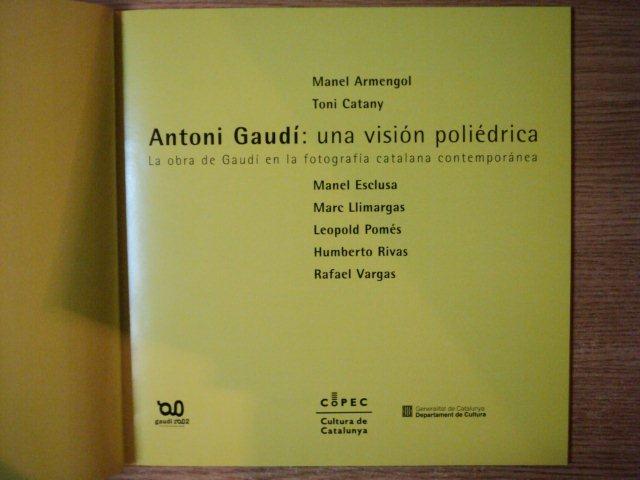 Manel Armengol
Toni Catany
Antoni Gaudí: una visión poliédrica
La obra de Gaudí en la fotografía catalana contemporánea
Manel Esclusa
Marc Llimargas
Leopold Pomés
Humberto Rivas
Rafael Vargas
gaudí 2002
COPEC
Cultura de
Catalunya
Generalitat de Catalunya
Departament de Cultura